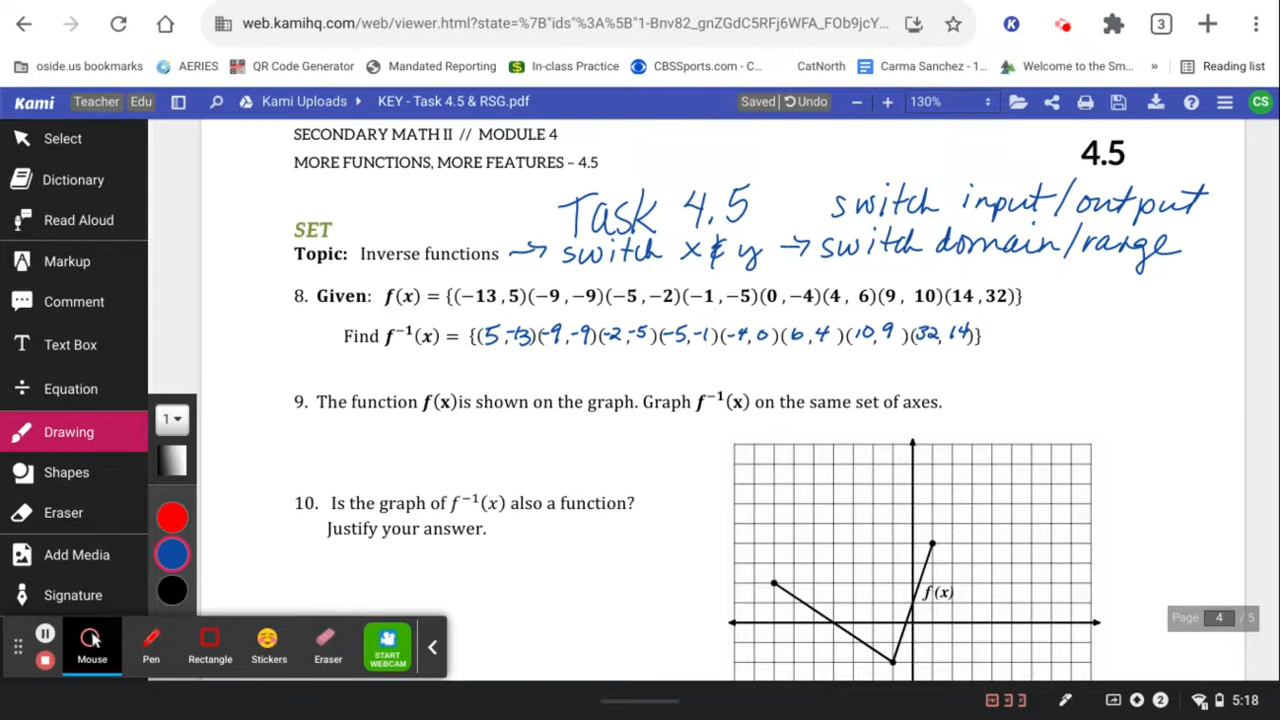 web.kamihq.com/web/viewer.html?state=%7B"ids"%3A%5B"1-Bnv82_gnZGdC5RFj6WFA_FOb9jcY...
K
3
oside.us bookmarks
AERIES
QR Code Generator
Mandated Reporting
In-class Practice
CBSSports.com - C...
CatNorth
Carma Sanchez - 1...
Welcome to the Sm...
»
Reading list
Kami
Teacher
Edu
Kami Uploads
KEY - Task 4.5 & RSG.pdf
Saved
Undo
130%
CS
Select
Dictionary
Read Aloud
Markup
Comment
Text Box
Equation
Drawing
Shapes
Eraser
Add Media
Signature
1
SECONDARY MATH II // MODULE 4
MORE FUNCTIONS, MORE FEATURES – 4.5
4.5
Task 4.5 switch input/output
SET
Topic: Inverse functions → switch x & y → switch domain/range
8. Given: f(x) = {(−13 , 5)(−9 , −9)(−5 , −2)(−1 , −5)(0 , −4)(4 , 6)(9 , 10)(14 , 32)}
Find f⁻¹(x) = {(5,-13)(-9,-9)(-2,-5)(-5,-1)(-4,0)(6,4)(10,9)(32,14)}
9. The function f(x)is shown on the graph. Graph f⁻¹(x) on the same set of axes.
10. Is the graph of f⁻¹(x) also a function?
Justify your answer.
f(x)
Page 4 / 5
Mouse
Pen
Rectangle
Stickers
Eraser
START WEBCAM
2
5:18